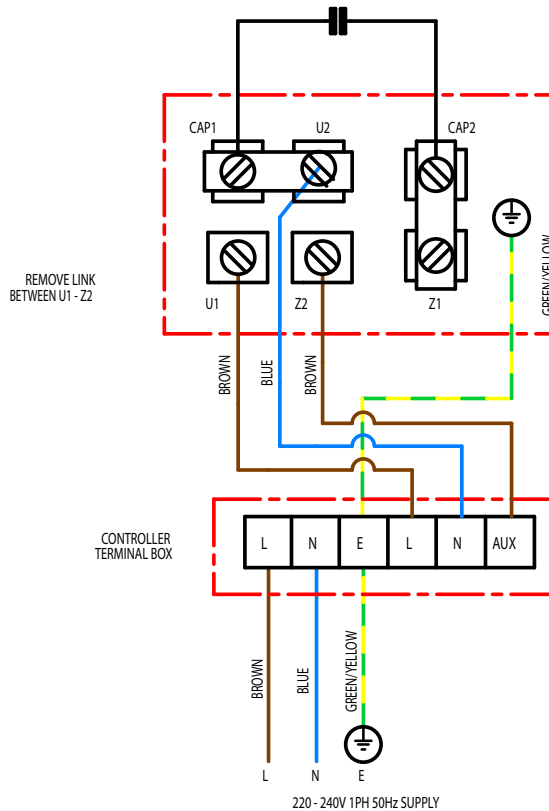 CAP1
U2
CAP2
GREEN/YELLOW
REMOVE LINK
BETWEEN U1 - Z2
U1
Z2
Z1
BROWN
BLUE
BROWN
CONTROLLER
TERMINAL BOX
L
N
E
L
N
AUX
BROWN
BLUE
GREEN/YELLOW
L
N
E
220 - 240V 1PH 50Hz SUPPLY